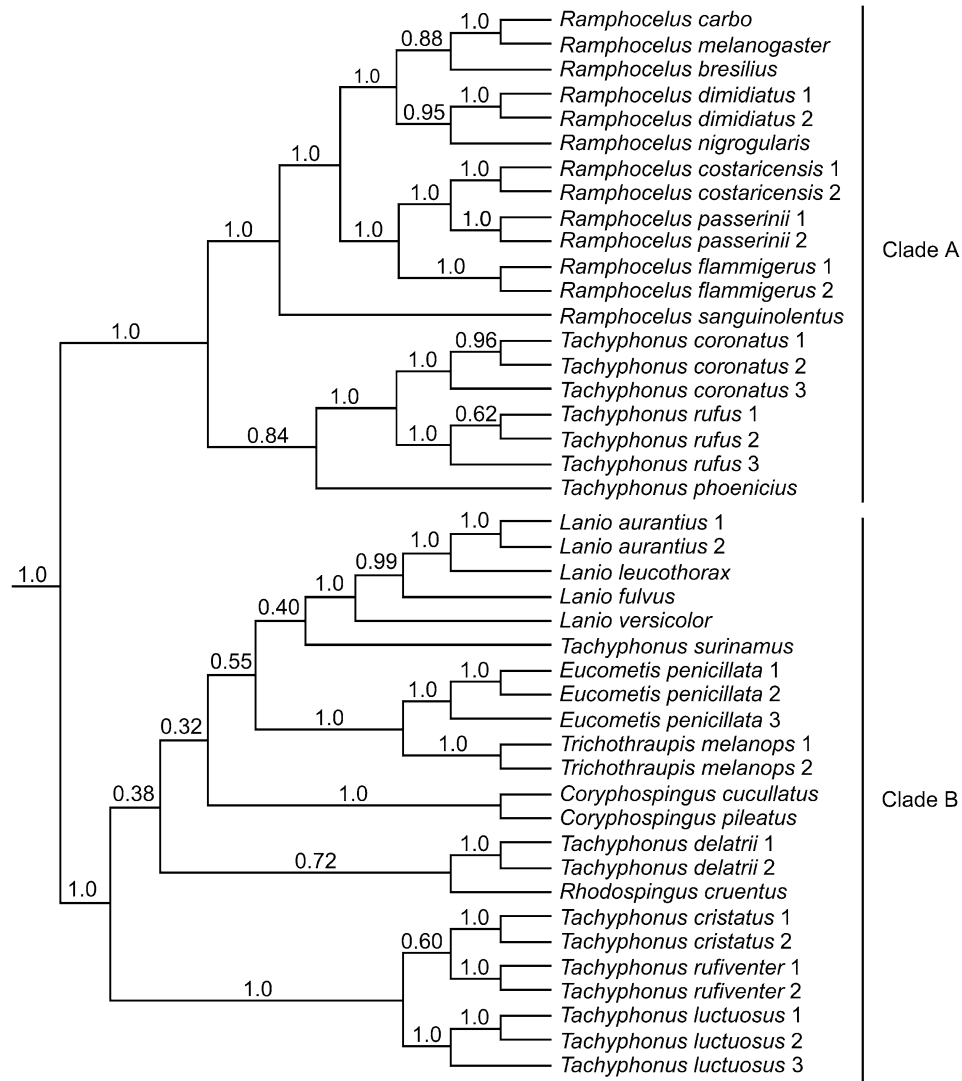 1.0
Ramphocelus carbo
0.88
Ramphocelus melanogaster
1.0
Ramphocelus bresilius
1.0
Ramphocelus dimidiatus 1
0.95
Ramphocelus dimidiatus 2
1.0
Ramphocelus nigrogularis
1.0
Ramphocelus costaricensis 1
1.0
Ramphocelus costaricensis 2
1.0
1.0
1.0
Ramphocelus passerinii 1
Ramphocelus passerinii 2
Clade A
1.0
Ramphocelus flammigerus 1
Ramphocelus flammigerus 2
Ramphocelus sanguinolentus
1.0
0.96
Tachyphonus coronatus 1
1.0
Tachyphonus coronatus 2
1.0
Tachyphonus coronatus 3
0.62
Tachyphonus rufus 1
0.84
1.0
Tachyphonus rufus 2
Tachyphonus rufus 3
Tachyphonus phoenicius
1.0
Lanio aurantius 1
1.0
Lanio aurantius 2
0.99
Lanio leucothorax
1.0
1.0
Lanio fulvus
0.40
Lanio versicolor
Tachyphonus surinamus
0.55
1.0
Eucometis penicillata 1
1.0
Eucometis penicillata 2
0.32
1.0
Eucometis penicillata 3
1.0
Trichothraupis melanops 1
Trichothraupis melanops 2
0.38
1.0
Coryphospingus cucullatus
Clade B
Coryphospingus pileatus
1.0
Tachyphonus delatrii 1
0.72
Tachyphonus delatrii 2
1.0
Rhodospingus cruentus
1.0
Tachyphonus cristatus 1
0.60
Tachyphonus cristatus 2
1.0
Tachyphonus rufiventer 1
1.0
Tachyphonus rufiventer 2
1.0
Tachyphonus luctuosus 1
1.0
Tachyphonus luctuosus 2
Tachyphonus luctuosus 3